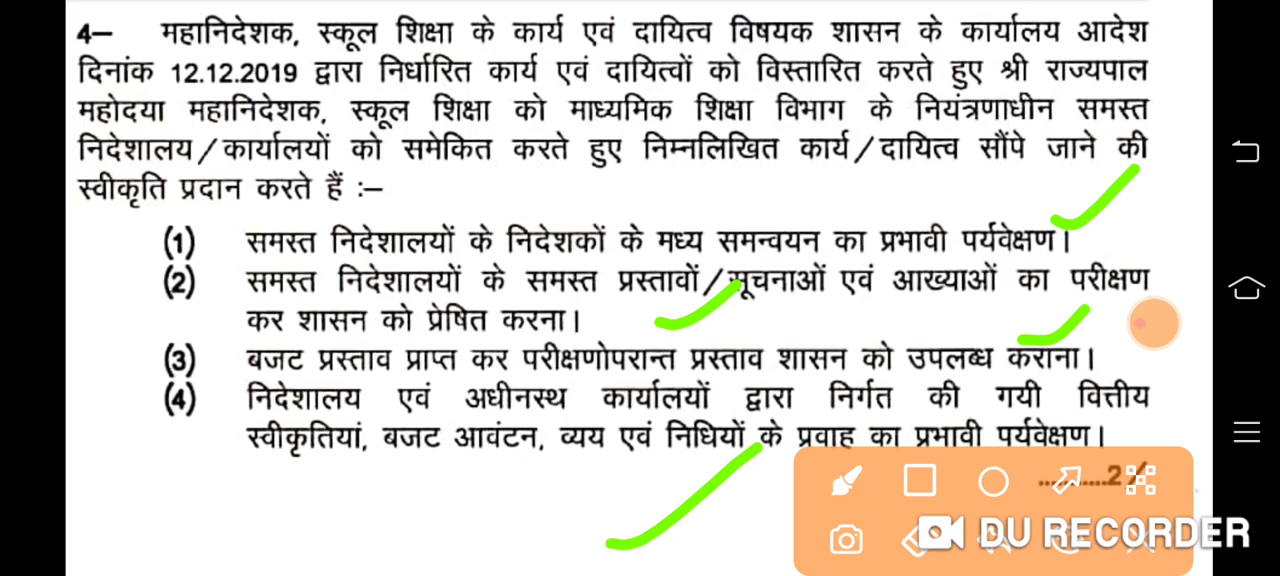 4— महानिदेशक, स्कूल शिक्षा के कार्य एवं दायित्व विषयक शासन के कार्यालय आदेश
दिनांक 12.12.2019 द्वारा निर्धारित कार्य एवं दायित्वों को विस्तारित करते हुए श्री राज्यपाल
महोदया महानिदेशक, स्कूल शिक्षा को माध्यमिक शिक्षा विभाग के नियंत्रणाधीन समस्त
निदेशालय/कार्यालयों को समेकित करते हुए निम्नलिखित कार्य/दायित्व सौंपे जाने की
स्वीकृति प्रदान करते हैं :—
(1) समस्त निदेशालयों के निदेशकों के मध्य समन्वयन का प्रभावी पर्यवेक्षण।
(2) समस्त निदेशालयों के समस्त प्रस्तावों/सूचनाओं एवं आख्याओं का परीक्षण
कर शासन को प्रेषित करना।
(3) बजट प्रस्ताव प्राप्त कर परीक्षणोपरान्त प्रस्ताव शासन को उपलब्ध कराना।
(4) निदेशालय एवं अधीनस्थ कार्यालयों द्वारा निर्गत की गयी वित्तीय
स्वीकृतियां, बजट आवंटन, व्यय एवं निधियों के प्रवाह का प्रभावी पर्यवेक्षण।
..........2/
DU RECORDER